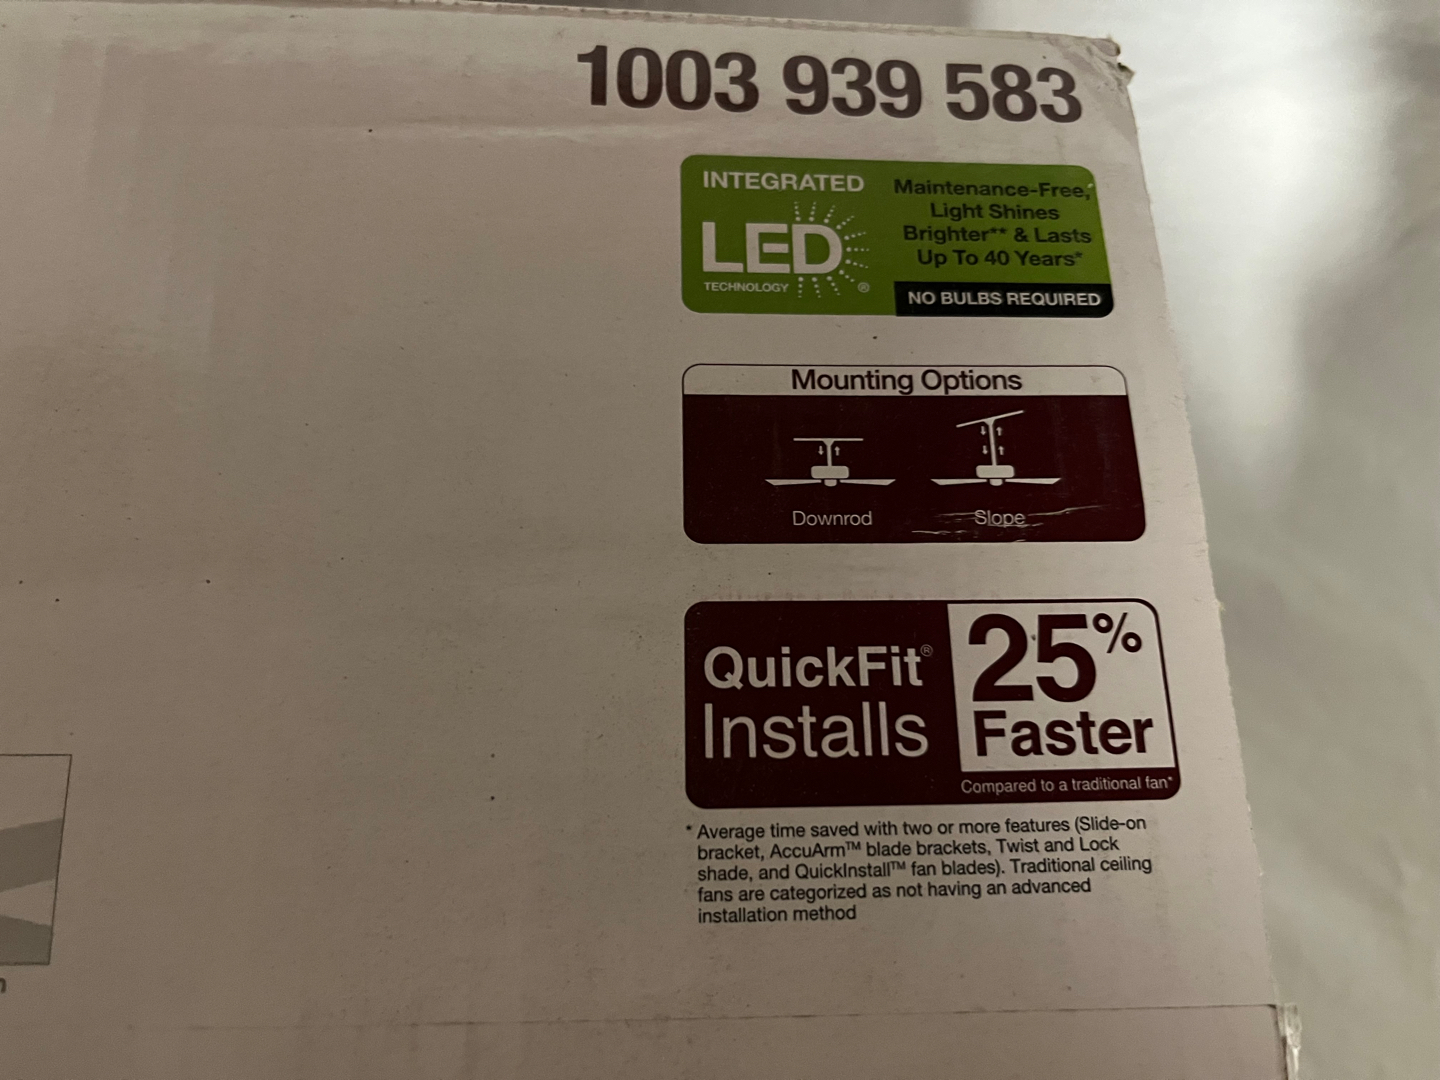 1003 939 583
INTEGRATED
LED
TECHNOLOGY ®
Maintenance-Free,
Light Shines
Brighter** & Lasts
Up To 40 Years*
NO BULBS REQUIRED
Mounting Options
Downrod
Slope
QuickFit®
Installs
25%
Faster
Compared to a traditional fan*
* Average time saved with two or more features (Slide-on
bracket, AccuArm™ blade brackets, Twist and Lock
shade, and QuickInstall™ fan blades). Traditional ceiling
fans are categorized as not having an advanced
installation method